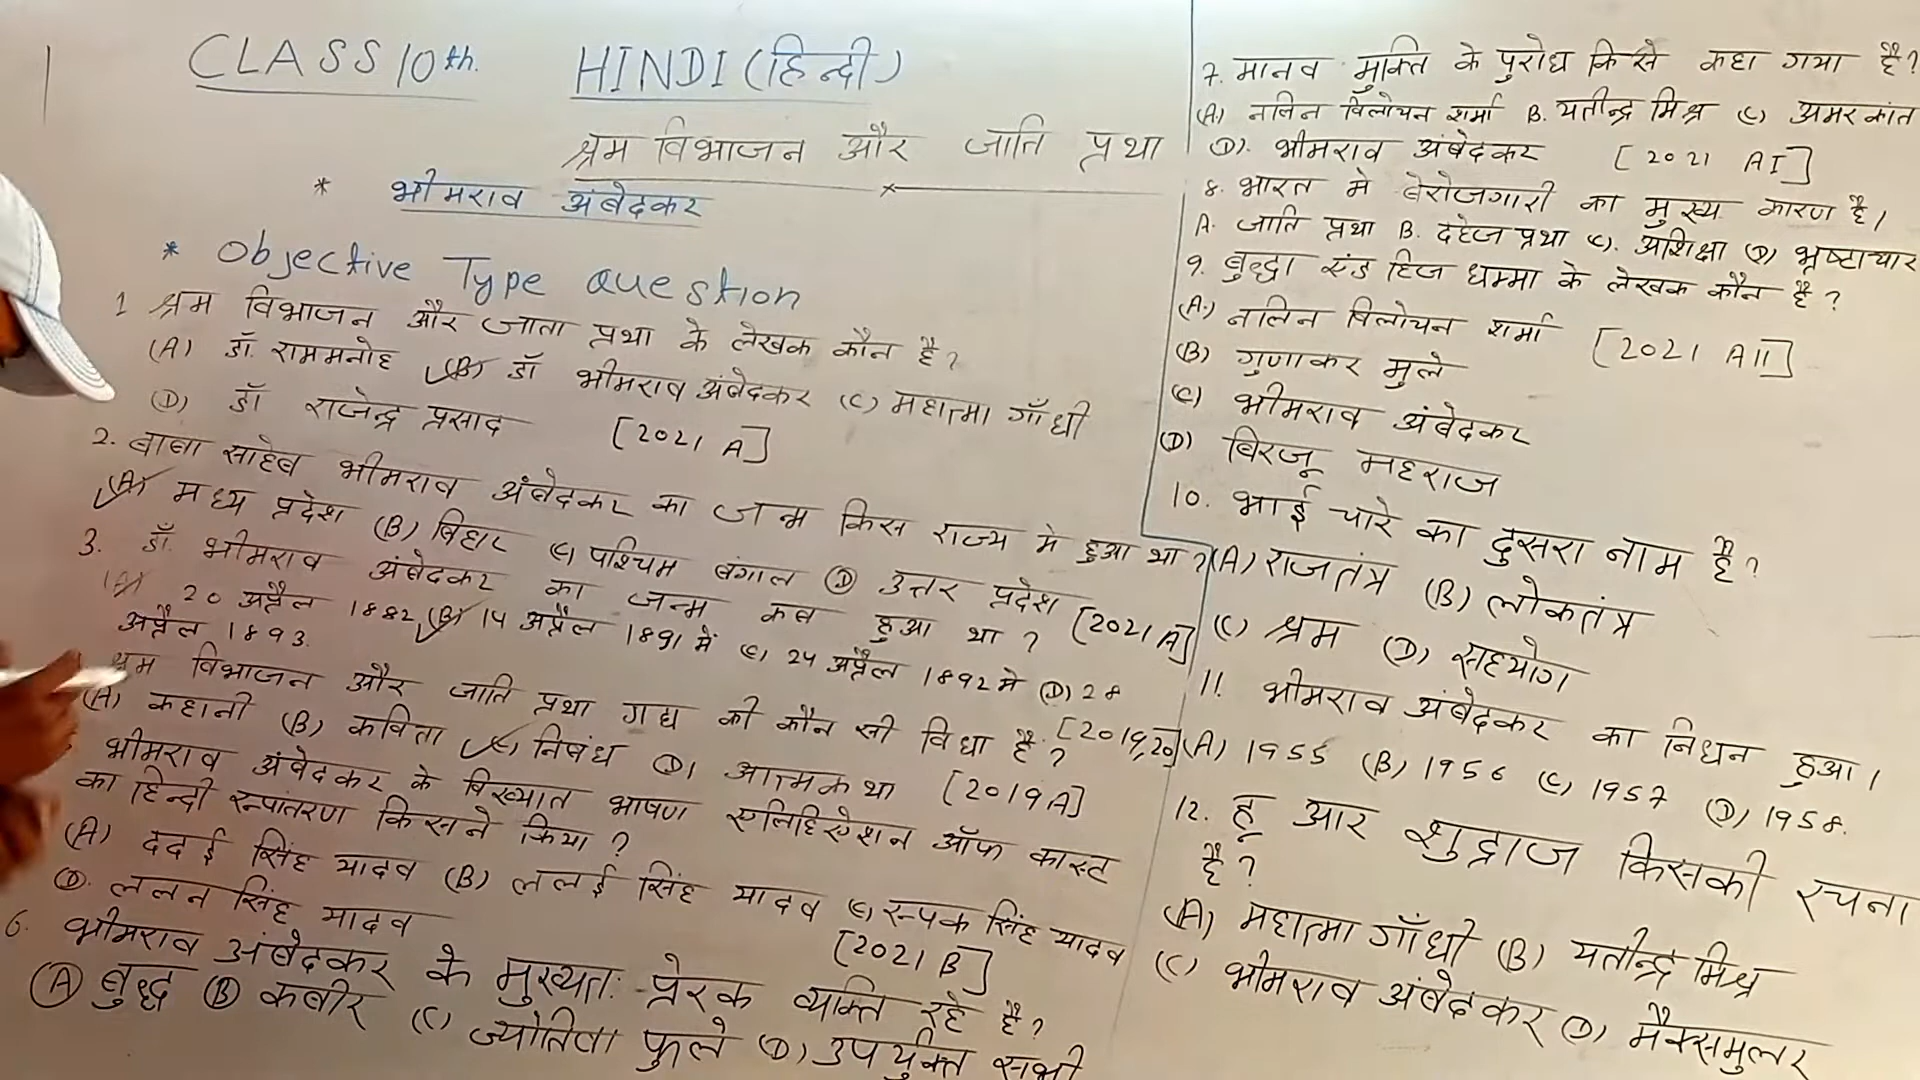 CLASS 10th. HINDI (हिन्दी)
श्रम विभाजन और जाति प्रथा
* भीमराव अंबेदकर
* Objective Type Question
1 श्रम विभाजन और जाता प्रथा के लेखक कौन है?
(A) डॉ. राममनोह (B) डॉ भीमराव अंबेदकर (C) महात्मा गाँधी
(D) डॉ राजेन्द्र प्रसाद [2021 A]
2. बाबा साहेब भीमराव अंबेदकर का जन्म किस राज्य मे हुआ था?
(A) मध्य प्रदेश (B) बिहार (C) पश्चिम बंगाल (D) उत्तर प्रदेश [2021 A]
3. डॉ. भीमराव अंबेदकर का जन्म कब हुआ था?
(A) 20 अप्रैल 1882 (B) 14 अप्रैल 1891 में (C) 24 अप्रैल 1892 मे (D) 28
अप्रैल 1893.
श्रम विभाजन और जाति प्रथा गद्य की कौन सी विधा है? [2019,20]
(A) कहानी (B) कविता (C) निबंध (D) आत्मकथा [2019A]
भीमराव अंबेदकर के विख्यात भाषण एनिहिलेशन ऑफ कास्ट
का हिन्दी रूपांतरण किसने किया?
(A) ददई सिंह यादव (B) ललई सिंह यादव (C) रूपक सिंह यादव
(D). ललन सिंह यादव [2021 B]
6. भीमराव अंबेदकर के मुख्यतः प्रेरक व्यक्ति रहे है?
(A) बुद्ध (B) कबीर (C) ज्योतिबा फुले (D) उपर्युक्त सभी
7. मानव मुक्ति के पुरोध किसे कहा गया है?
(A) नलिन विलोचन शर्मा B. यतीन्द्र मिश्र (C) अमरकांत
(D). भीमराव अंबेदकर [2021 AI]
8. भारत मे बेरोजगारी का मुख्य कारण है।
A. जाति प्रथा B. दहेज प्रथा (C). अशिक्षा (D) भ्रष्टाचार
9. बुद्धा एंड हिज धम्मा के लेखक कौन है?
(A) नलिन विलोचन शर्मा [2021 AII]
(B) गुणाकर मुले
(C) भीमराव अंबेदकर
(D) बिरजू महराज
10. भाई चारे का दुसरा नाम है?
(A) राजतंत्र (B) लोकतंत्र
(C) श्रम (D) सहयोग
11. भीमराव अंबेदकर का निधन हुआ।
(A) 1955 (B) 1956 (C) 1957 (D) 1958.
12. हू आर शुद्राज किसकी रचना
है?
(A) महात्मा गाँधी (B) यतीन्द्र मिश्र
(C) भीमराव अंबेदकर (D) मैक्समुलर